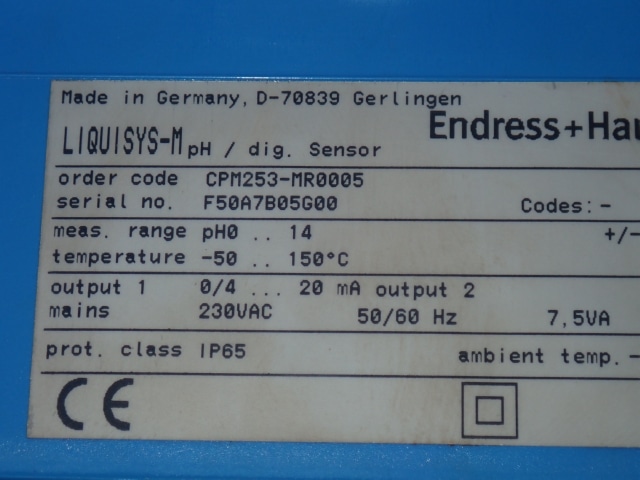 Made in Germany, D-70839 Gerlingen
Endress+Hau
LIQUISYS-M pH / dig. Sensor
order code CPM253-MR0005
serial no. F50A7B05G00 Codes: -
meas. range pH0 .. 14 +/-
temperature -50 .. 150°C
output 1 0/4 ... 20 mA output 2
mains 230VAC 50/60 Hz 7,5VA
prot. class IP65 ambient temp. -
CE